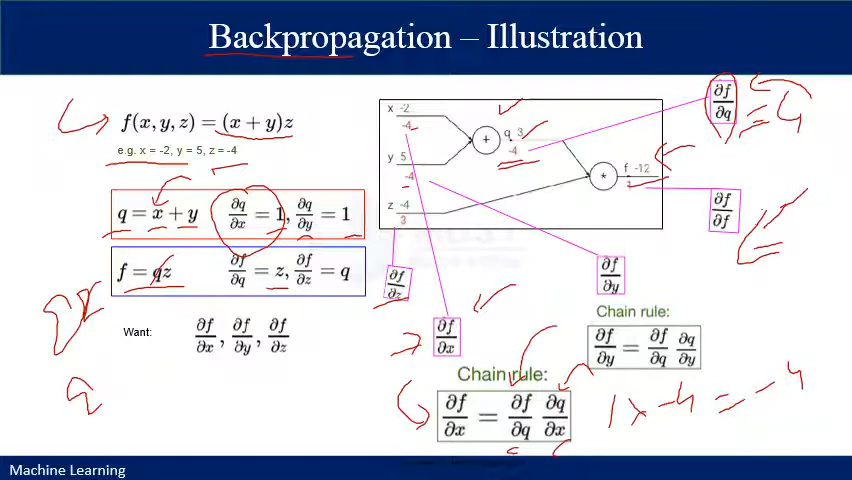 Backpropagation – Illustration
f(x, y, z) = (x + y)z
e.g. x = -2, y = 5, z = -4
q = x + y   ∂q/∂x = 1, ∂q/∂y = 1
f = qz   ∂f/∂q = z, ∂f/∂z = q
Want: ∂f/∂x, ∂f/∂y, ∂f/∂z
x -2
-4
y 5
-4
z -4
3
+
q 3
-4
*
f -12
1
∂f/∂q
= 4
∂f/∂f
∂f/∂z
∂f/∂x
∂f/∂y
Chain rule:
∂f/∂y = ∂f/∂q ∂q/∂y
Chain rule:
∂f/∂x = ∂f/∂q ∂q/∂x
1 x -4 = -4
Machine Learning